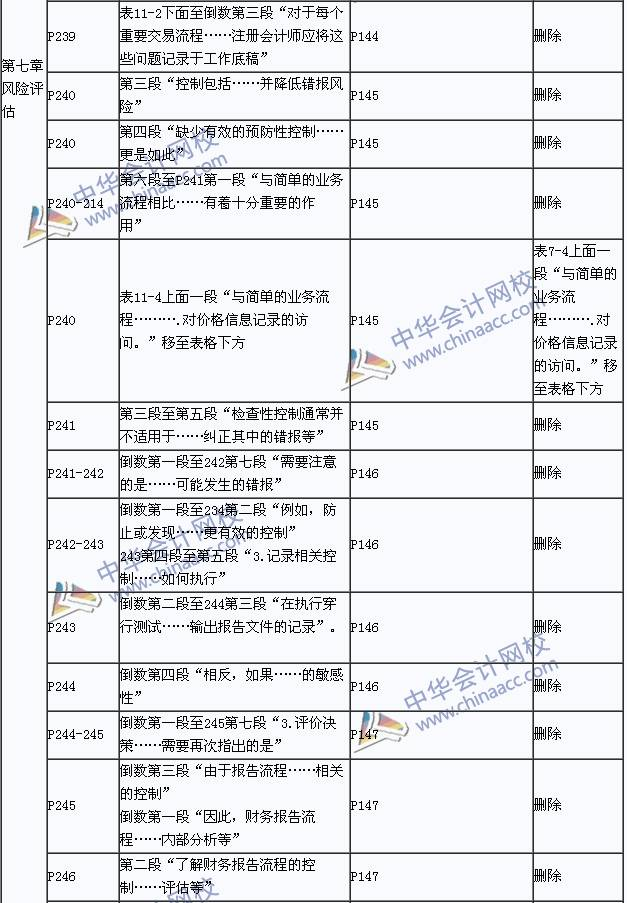 第七章
风险评
估
P239
表11-2下面至倒数第三段“对于每个
重要交易流程……注册会计师应将这
些问题记录于工作底稿”
P144
删除
P240
第三段“控制包括……并降低错报风
险”
P145
删除
P240
第四段“缺少有效的预防性控制……
更是如此”
P145
删除
P240-214
第六段至P241第一段“与简单的业务
流程相比……有着十分重要的作
用”
P145
删除
P240
表11-4上面一段“与简单的业务流
程……….对价格信息记录的访
问。”移至表格下方
P145
表7-4上面一
段“与简单的
业务流
程……….对
价格信息记录
的访问。”移
至表格下方
P241
第三段至第五段“检查性控制通常并
不适用于……纠正其中的错报等”
P145
删除
P241-242
倒数第一段至242第七段“需要注意
的是……可能发生的错报”
P146
删除
P242-243
倒数第一段至234第二段“例如，防
止或发现……更有效的控制”
243第四段至第五段“3.记录相关控
制……如何执行”
P146
删除
P243
倒数第二段至244第三段“在执行穿
行测试……输出报告文件的记录”。
P146
删除
P244
倒数第四段“相反，如果……的敏感
性”
P146
删除
P244-245
倒数第一段至245第七段“3.评价决
策……需要再次指出的是”
P147
删除
P245
倒数第三段“由于报告流程……相关
的控制”
倒数第一段“因此，财务报告流
程……内部分析等”
P147
删除
P246
第二段“了解财务报告流程的控
制……评估等”
P147
删除
中华会计网校
www.chinaacc.com
中华会计网校
www.chinaacc.com
中华会计网校
www.chinaacc.com
中华会计网校
www.chinaacc.com
中华会计网校